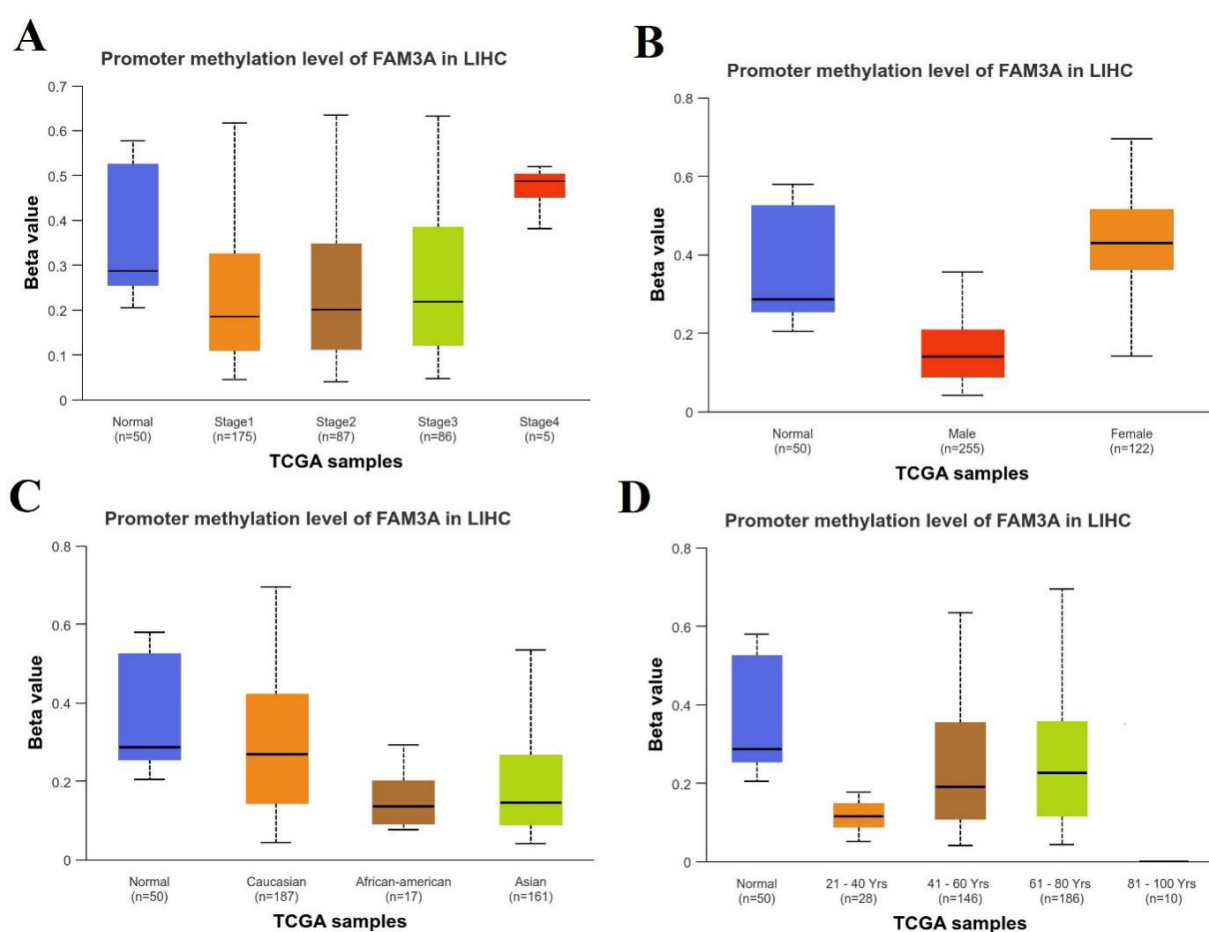 A
Promoter methylation level of FAM3A in LIHC
Beta value
0.7
0.6
0.5
0.4
0.3
0.2
0.1
0
Normal
(n=50)
Stage1
(n=175)
Stage2
(n=87)
Stage3
(n=86)
Stage4
(n=5)
TCGA samples
B
Promoter methylation level of FAM3A in LIHC
Beta value
0.8
0.6
0.4
0.2
0
Normal
(n=50)
Male
(n=255)
Female
(n=122)
TCGA samples
C
Promoter methylation level of FAM3A in LIHC
Beta value
0.8
0.6
0.4
0.2
0
Normal
(n=50)
Caucasian
(n=187)
African-american
(n=17)
Asian
(n=161)
TCGA samples
D
Promoter methylation level of FAM3A in LIHC
Beta value
0.8
0.6
0.4
0.2
0
Normal
(n=50)
21 - 40 Yrs
(n=28)
41 - 60 Yrs
(n=146)
61 - 80 Yrs
(n=186)
81 - 100 Yrs
(n=10)
TCGA samples